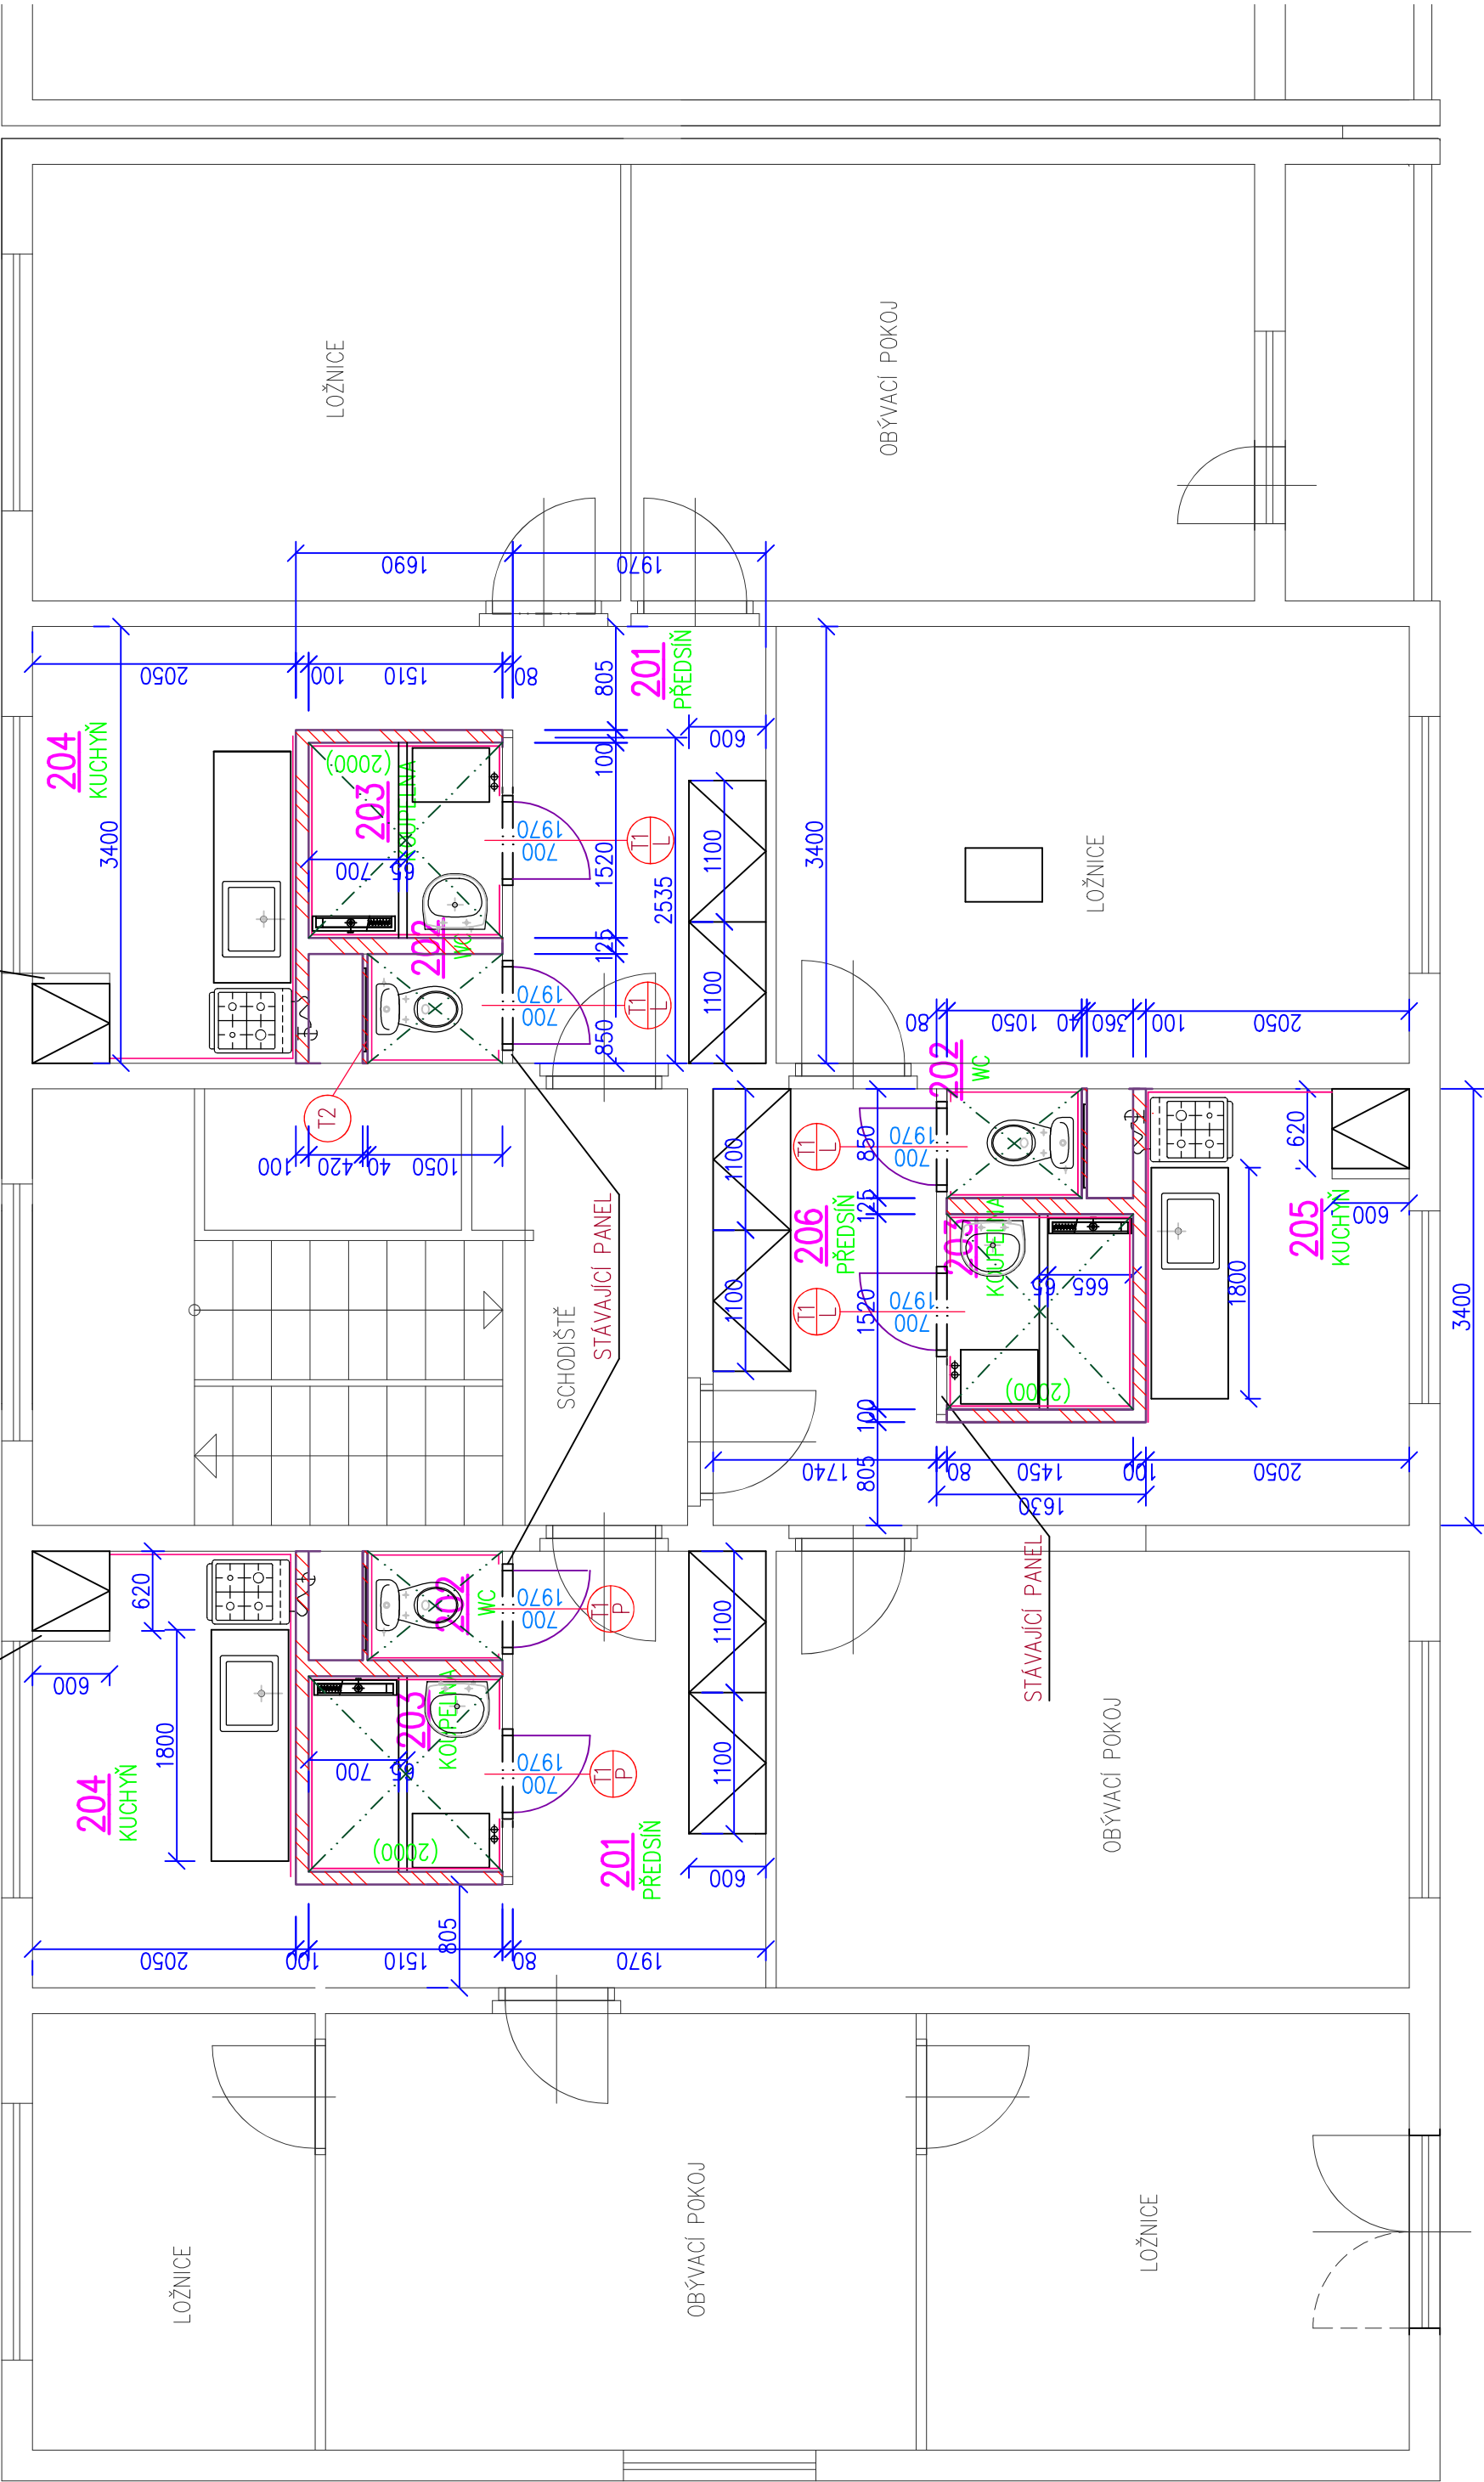 LOŽNICE
OBÝVACÍ POKOJ
1690
1970
2050
100
1510
80
805
201
PŘEDSÍŇ
600
204
KUCHYŇ
3400
(2000)
203
KOUPELNA
100
700
65
1970
700
T1
L
1520
2535
1100
3400
LOŽNICE
202
WC
125
1970
700
T1
L
850
1100
T2
100
420
40
1050
STÁVAJÍCÍ PANEL
SCHODIŠTĚ
80
1050
40
360
100
2050
202
WC
1100
T1
L
850
1970
700
620
600
125
206
PŘEDSÍŇ
203
KOUPELNA
205
KUCHYŇ
1100
T1
L
1520
1970
700
65
665
1800
3400
(2000)
100
1740
805
80
1450
100
2050
1630
STÁVAJÍCÍ PANEL
620
600
1800
202
WC
1970
700
T1
P
1100
203
KOUPELNA
700
65
1970
700
T1
P
1100
204
KUCHYŇ
(2000)
201
PŘEDSÍŇ
600
805
2050
100
1510
80
1970
OBÝVACÍ POKOJ
LOŽNICE
OBÝVACÍ POKOJ
LOŽNICE